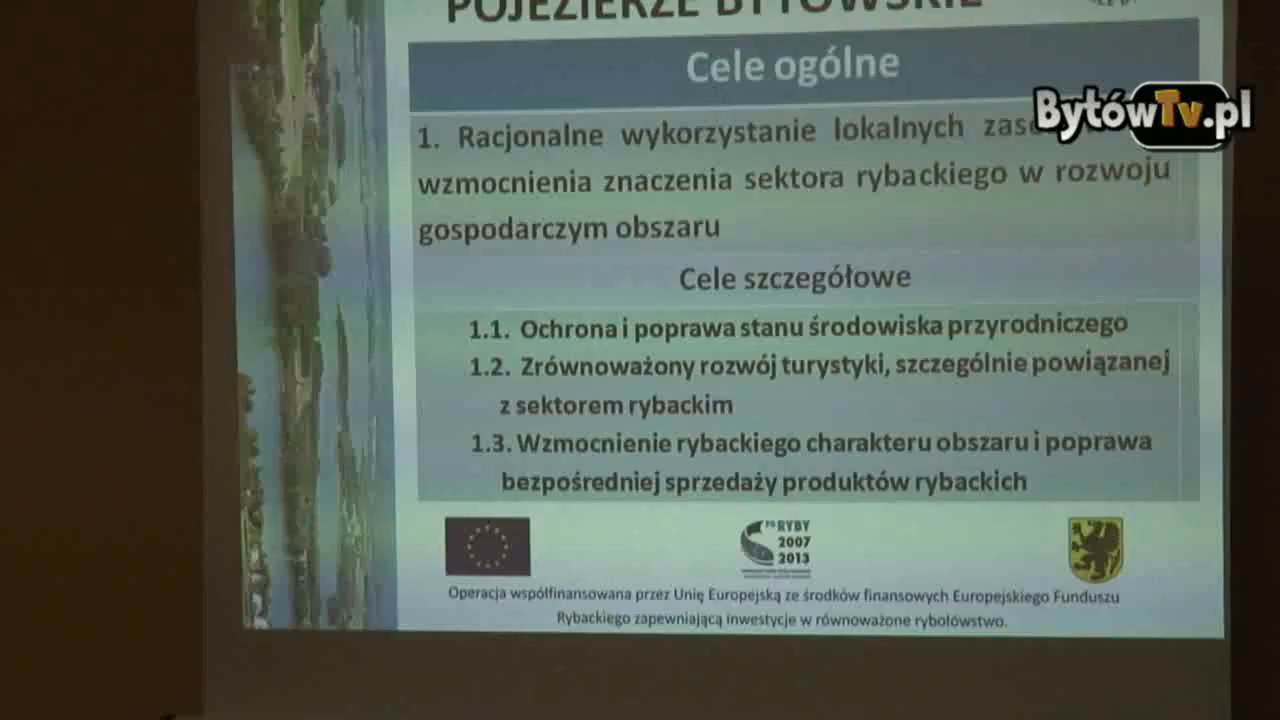 POJEZIERZE BYTOWSKIE
Cele ogólne
BytówTv.pl
1. Racjonalne wykorzystanie lokalnych
wzmocnienia znaczenia sektora rybackiego w rozwoju
gospodarczym obszaru
Cele szczegółowe
1.1. Ochrona i poprawa stanu środowiska przyrodniczego
1.2. Zrównoważony rozwój turystyki, szczególnie powiązanej
z sektorem rybackim
1.3. Wzmocnienie rybackiego charakteru obszaru i poprawa
bezpośredniej sprzedaży produktów rybackich
PO RYBY
2007
2013
Operacja współfinansowana przez Unię Europejską ze środków finansowych Europejskiego Funduszu
Rybackiego zapewniającą inwestycje w równoważone rybołówstwo.